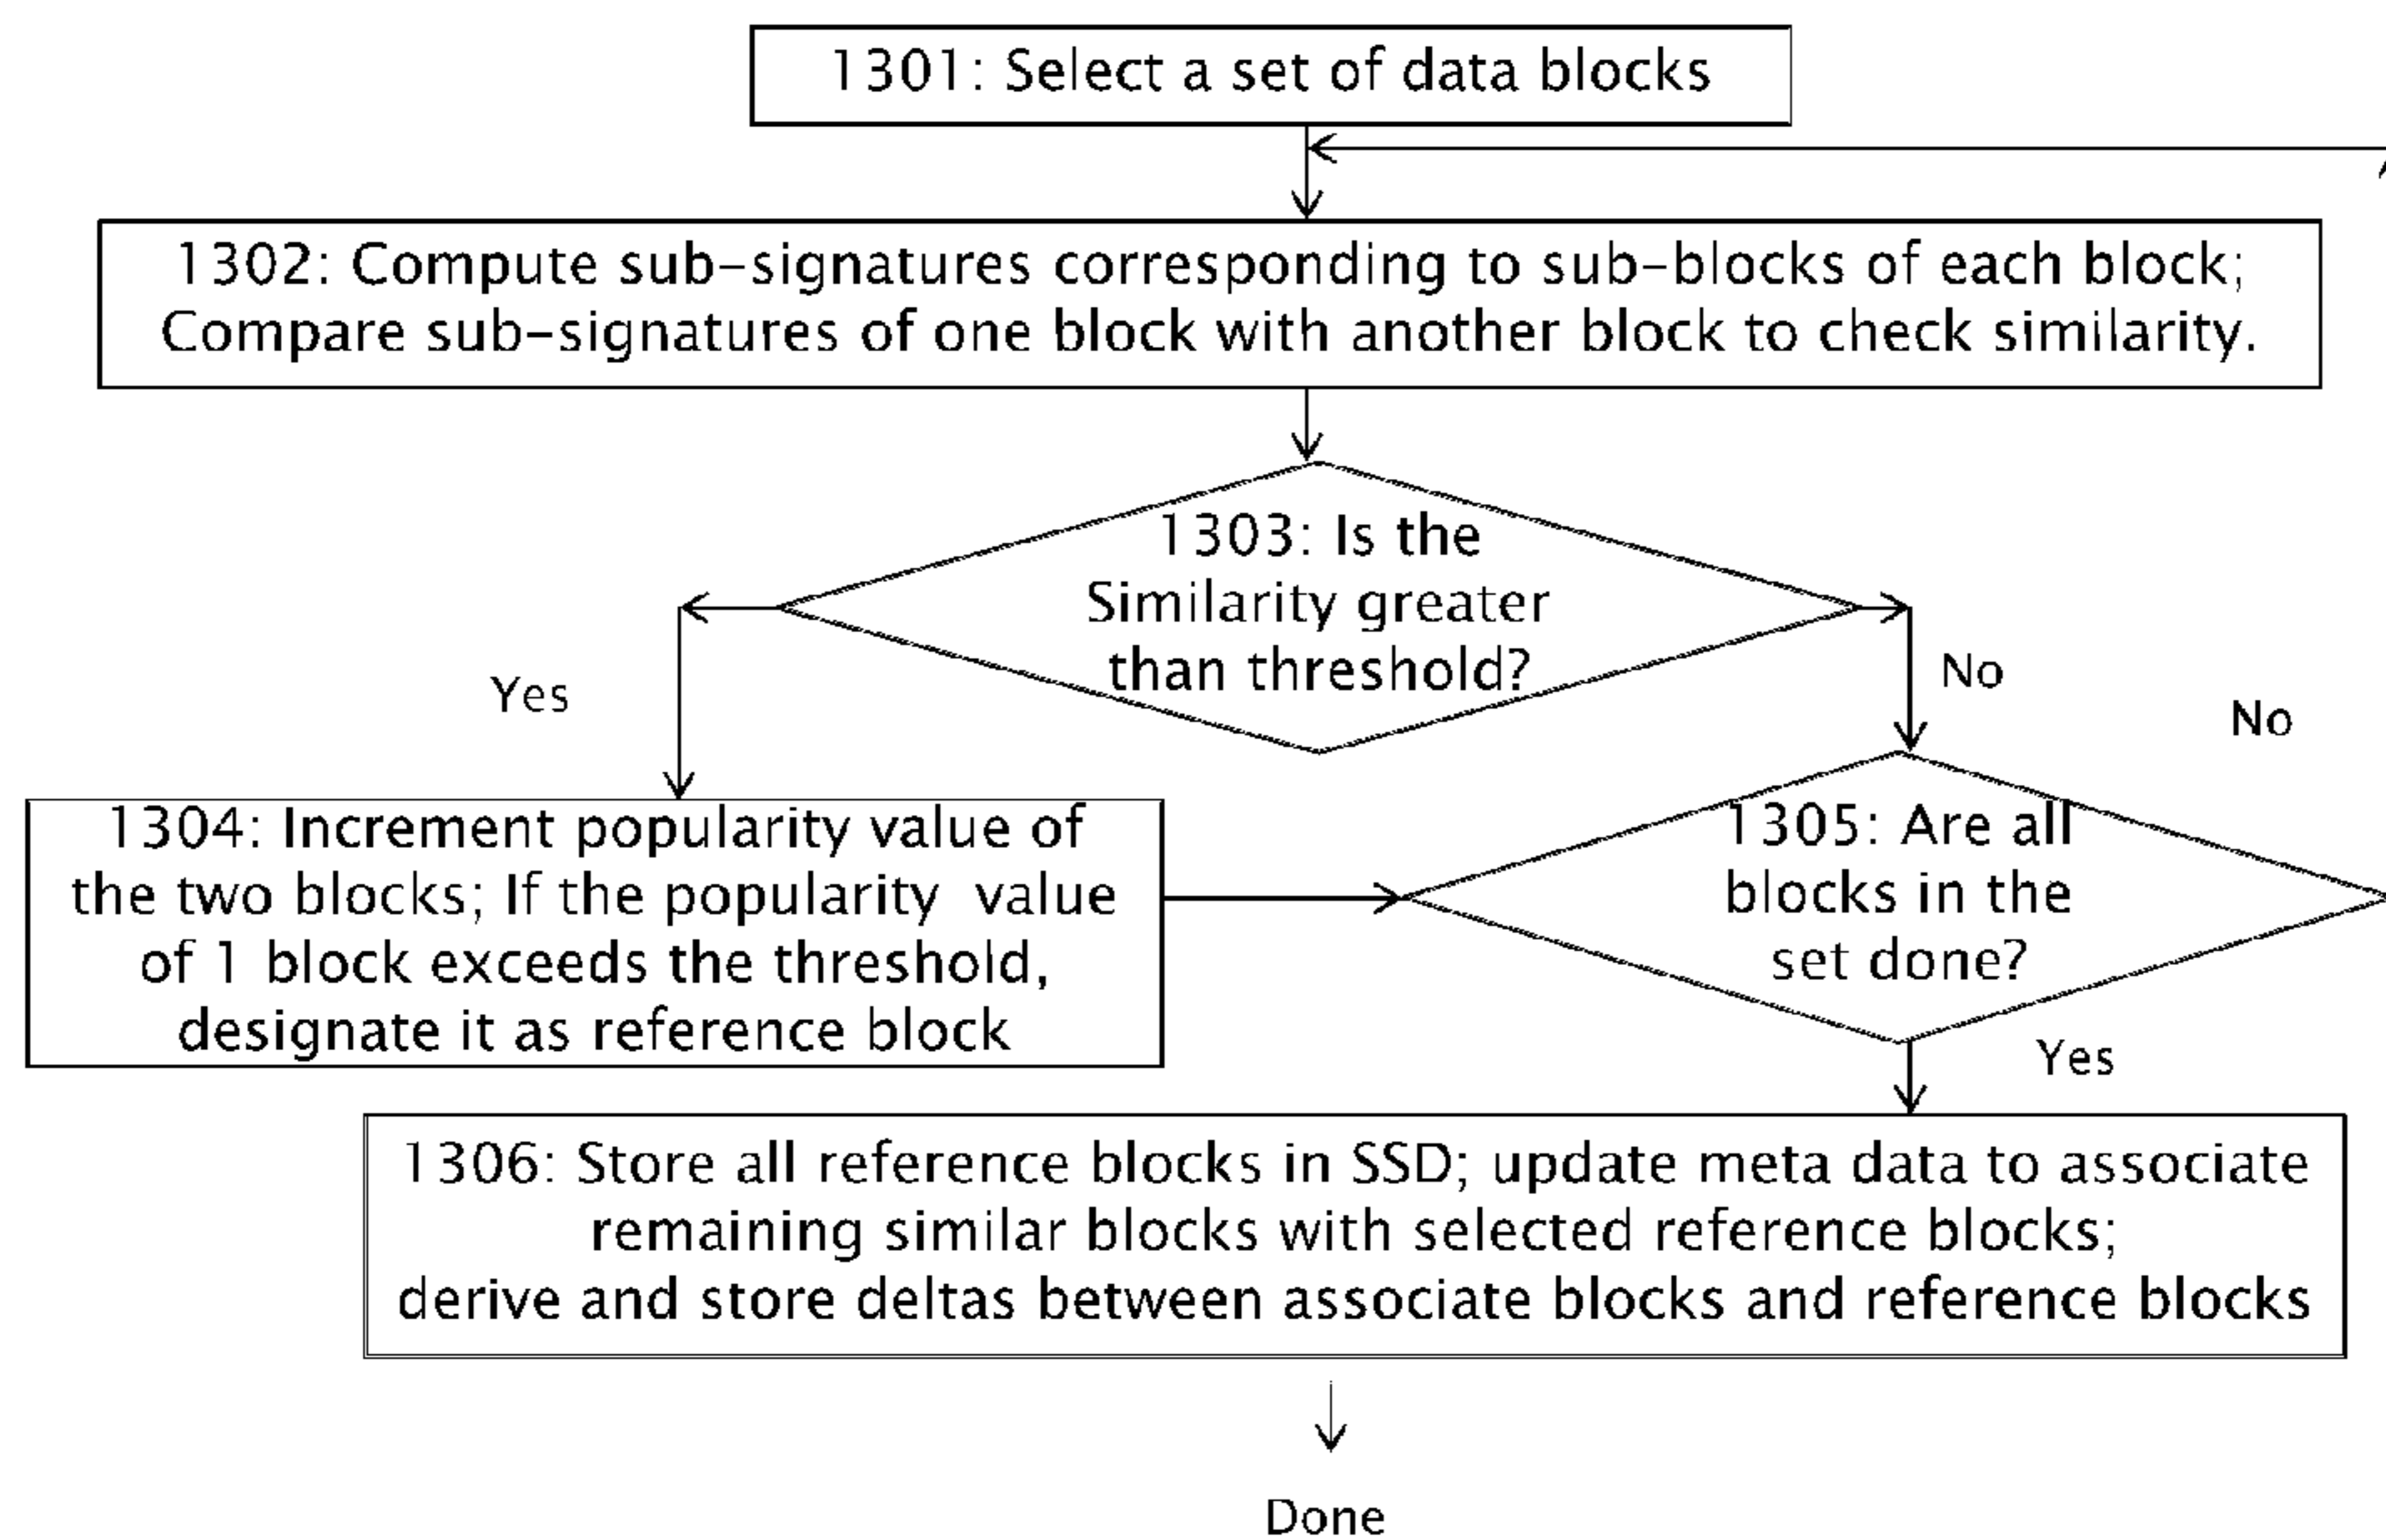 1301: Select a set of data blocks
1302: Compute sub-signatures corresponding to sub-blocks of each block;
Compare sub-signatures of one block with another block to check similarity.
1303: Is the
Similarity greater
than threshold?
Yes
No
No
1304: Increment popularity value of
the two blocks; If the popularity value
of 1 block exceeds the threshold,
designate it as reference block
1305: Are all
blocks in the
set done?
Yes
1306: Store all reference blocks in SSD; update meta data to associate
remaining similar blocks with selected reference blocks;
derive and store deltas between associate blocks and reference blocks
Done